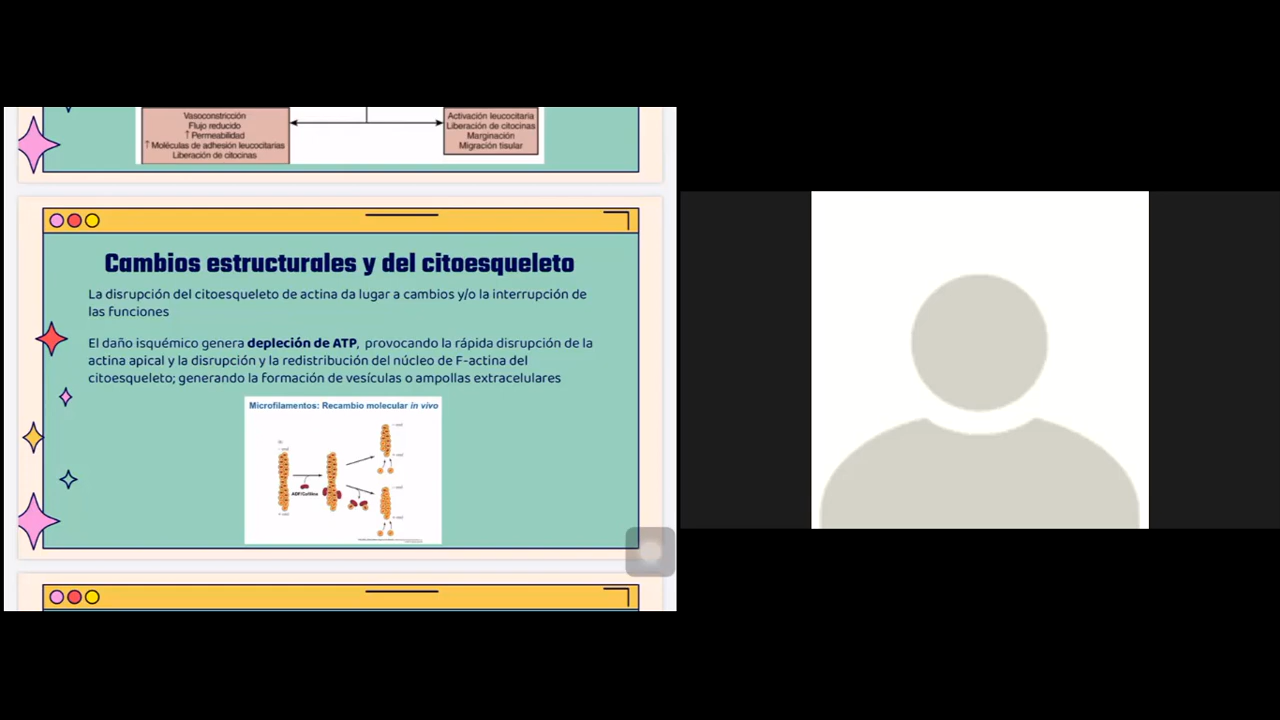 Vasoconstricción
Flujo reducido
↑ Permeabilidad
↑ Moléculas de adhesión leucocitarias
Liberación de citocinas
Activación leucocitaria
Liberación de citocinas
Marginación
Migración tisular
Cambios estructurales y del citoesqueleto
La disrupción del citoesqueleto de actina da lugar a cambios y/o la interrupción de
las funciones
El daño isquémico genera depleción de ATP, provocando la rápida disrupción de la
actina apical y la disrupción y la redistribución del núcleo de F-actina del
citoesqueleto; generando la formación de vesículas o ampollas extracelulares
Microfilamentos: Recambio molecular in vivo
ADF/Cofilina